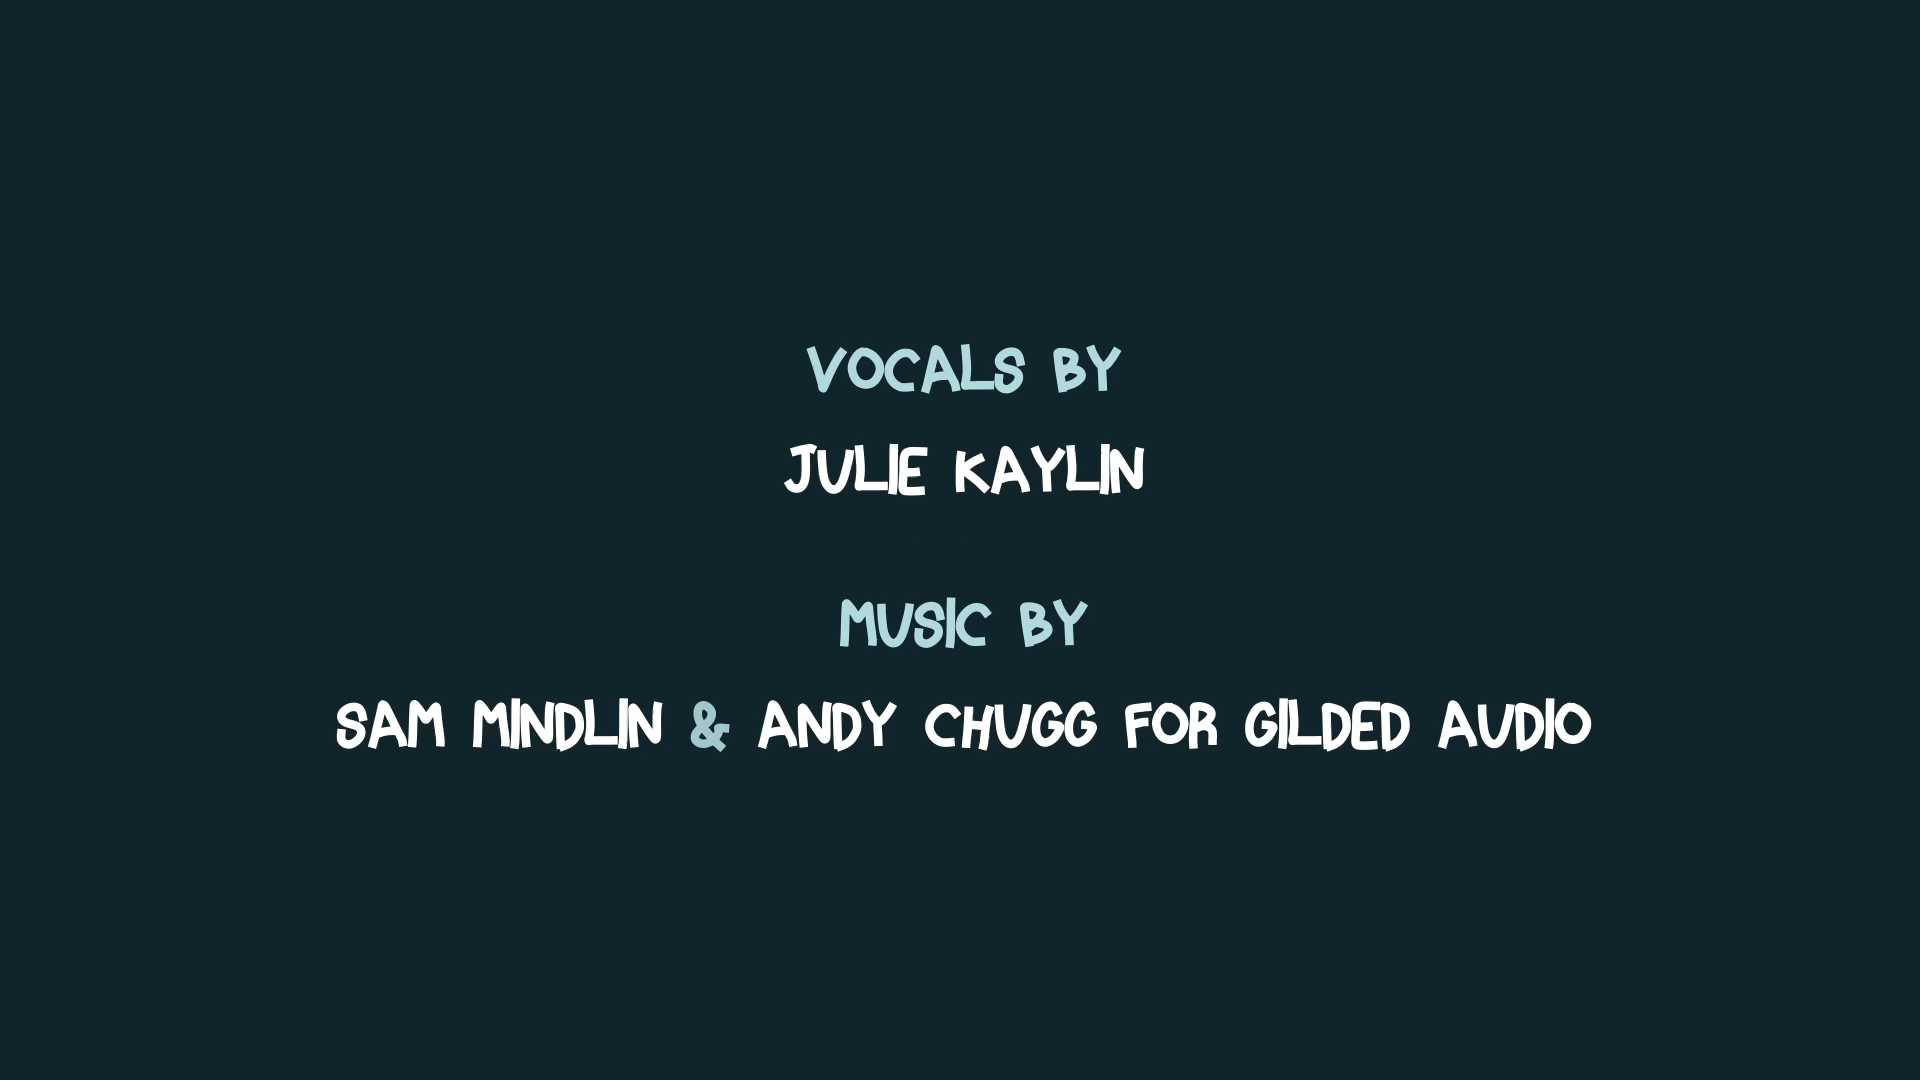 VOCALS BY
JULIE KAYLIN
MUSIC BY
SAM MINDLIN & ANDY CHUGG FOR GILDED AUDIO